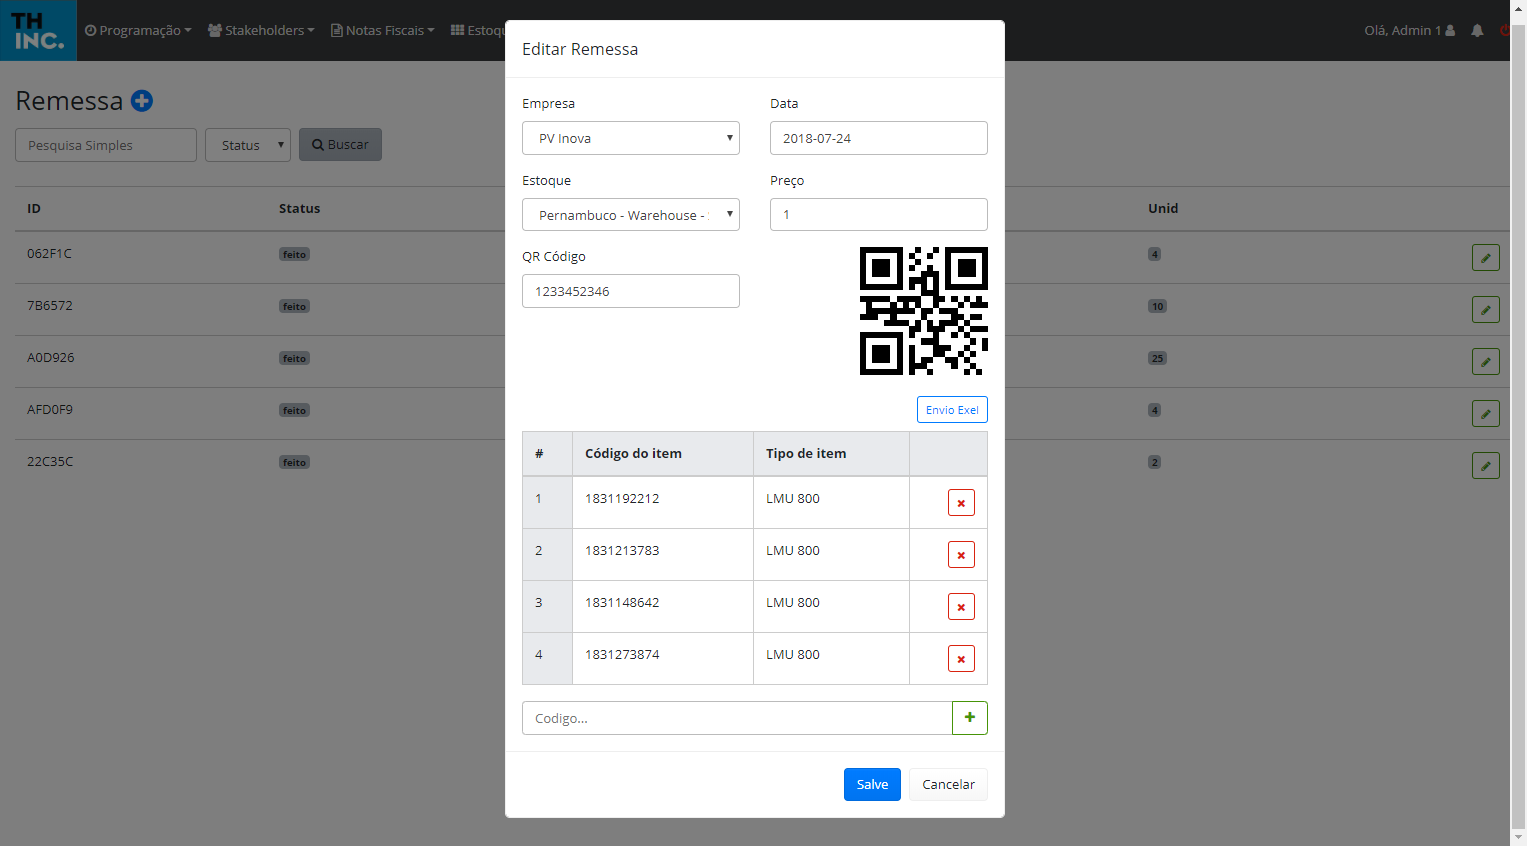 TH
INC.
Programação
Stakeholders
Notas Fiscais
Olá, Admin 1
Remessa
Pesquisa Simples
Status
Buscar
ID
Status
Unid
062F1C
feito
4
7B6572
feito
10
A0D926
feito
25
AFD0F9
feito
4
22C35C
feito
2
Editar Remessa
Empresa
Data
PV Inova
2018-07-24
Estoque
Preço
Pernambuco - Warehouse -
1
QR Código
1233452346
Envio Exel
# Código do item Tipo de item
1 1831192212 LMU 800
2 1831213783 LMU 800
3 1831148642 LMU 800
4 1831273874 LMU 800
Codigo...
Salve
Cancelar